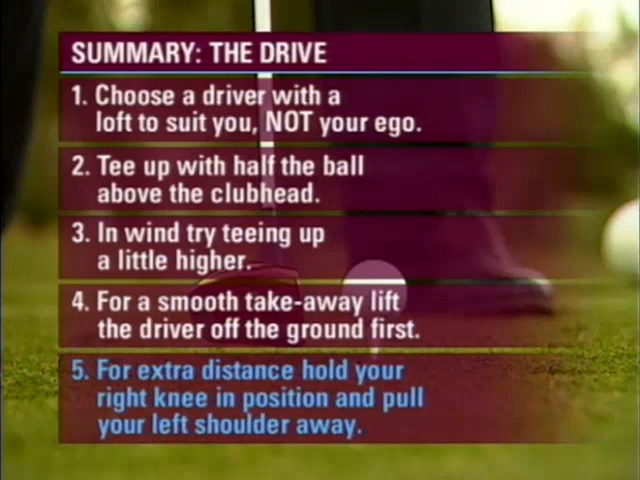 SUMMARY: THE DRIVE
1. Choose a driver with a
loft to suit you, NOT your ego.
2. Tee up with half the ball
above the clubhead.
3. In wind try teeing up
a little higher.
4. For a smooth take-away lift
the driver off the ground first.
5. For extra distance hold your
right knee in position and pull
your left shoulder away.